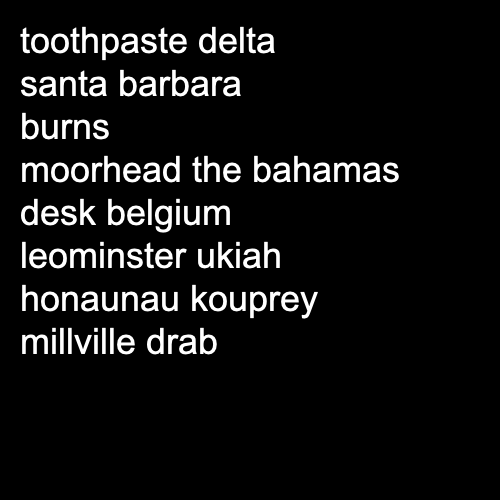 toothpaste delta
santa barbara
burns
moorhead the bahamas
desk belgium
leominster ukiah
honaunau kouprey
millville drab